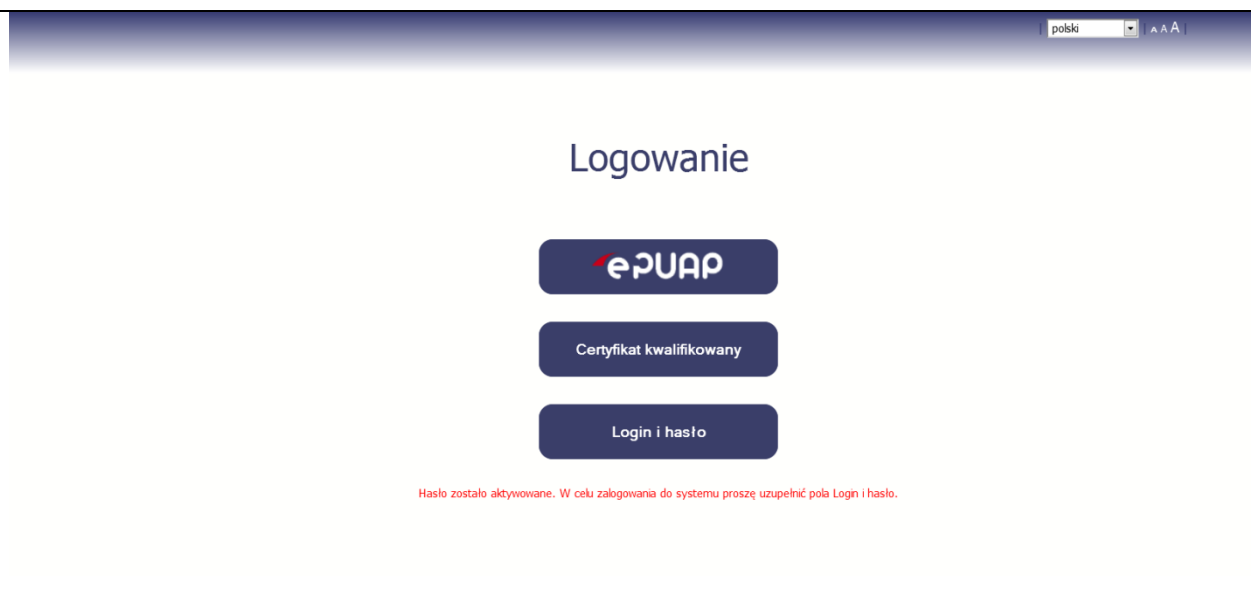 polski
A A A
Logowanie
ePUAP
Certyfikat kwalifikowany
Login i hasło
Hasło zostało aktywowane. W celu zalogowania do systemu proszę uzupełnić pola Login i hasło.